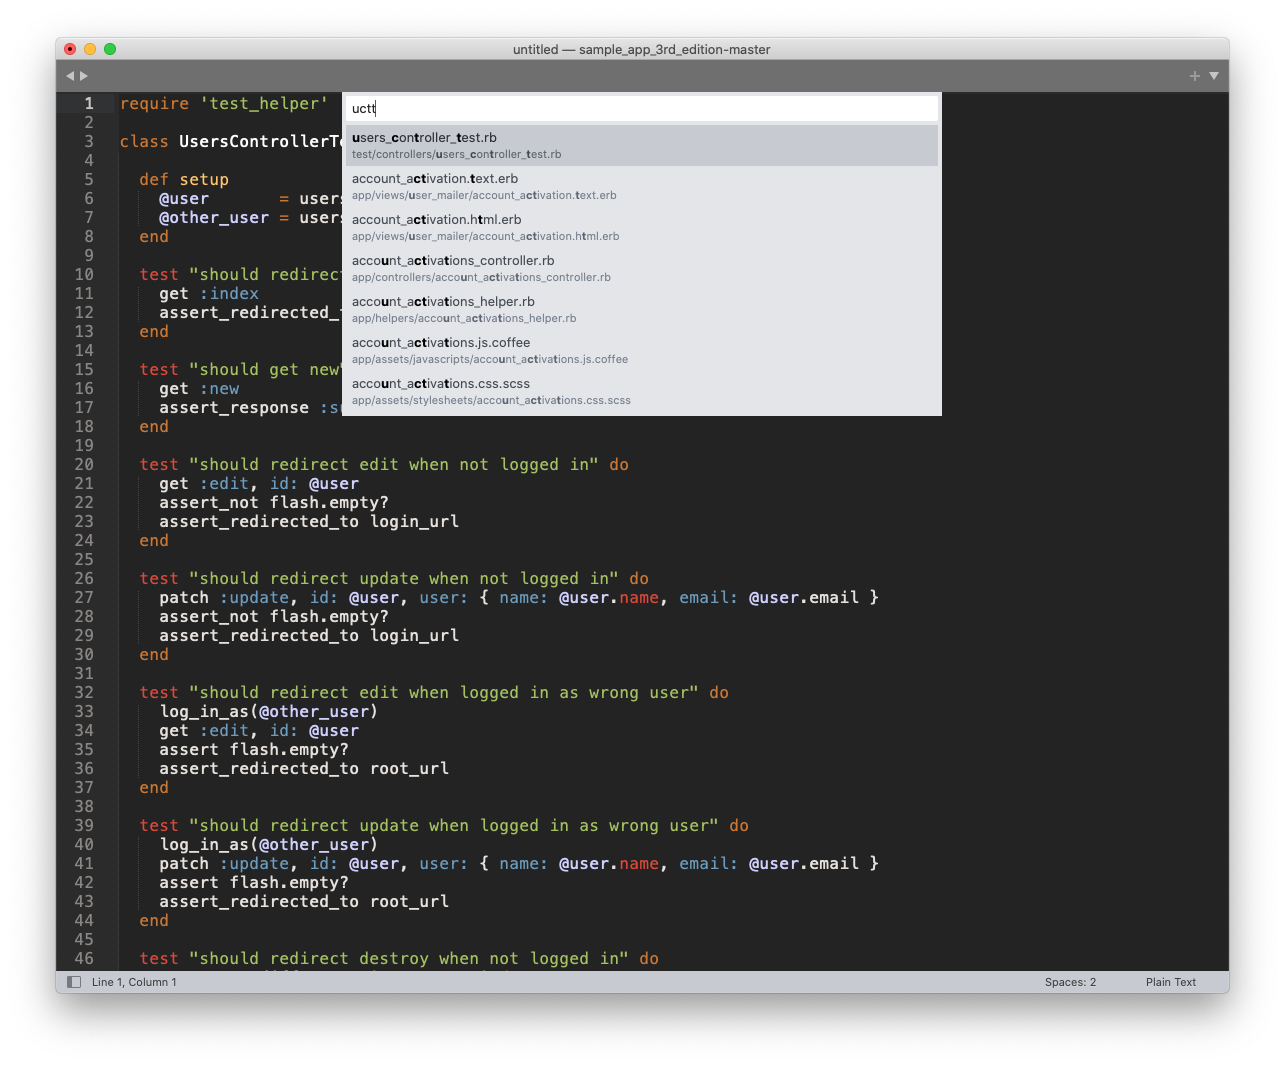 untitled — sample_app_3rd_edition-master
uctt
users_controller_test.rb
test/controllers/users_controller_test.rb
account_activation.text.erb
app/views/user_mailer/account_activation.text.erb
account_activation.html.erb
app/views/user_mailer/account_activation.html.erb
account_activations_controller.rb
app/controllers/account_activations_controller.rb
account_activations_helper.rb
app/helpers/account_activations_helper.rb
account_activations.js.coffee
app/assets/javascripts/account_activations.js.coffee
account_activations.css.scss
app/assets/stylesheets/account_activations.css.scss
1 require 'test_helper'
2
3 class UsersControllerTe
4
5 def setup
6 @user = users
7 @other_user = users
8 end
9
10 test "should redirect
11 get :index
12 assert_redirected_
13 end
14
15 test "should get new"
16 get :new
17 assert_response :su
18 end
19
20 test "should redirect edit when not logged in" do
21 get :edit, id: @user
22 assert_not flash.empty?
23 assert_redirected_to login_url
24 end
25
26 test "should redirect update when not logged in" do
27 patch :update, id: @user, user: { name: @user.name, email: @user.email }
28 assert_not flash.empty?
29 assert_redirected_to login_url
30 end
31
32 test "should redirect edit when logged in as wrong user" do
33 log_in_as(@other_user)
34 get :edit, id: @user
35 assert flash.empty?
36 assert_redirected_to root_url
37 end
38
39 test "should redirect update when logged in as wrong user" do
40 log_in_as(@other_user)
41 patch :update, id: @user, user: { name: @user.name, email: @user.email }
42 assert flash.empty?
43 assert_redirected_to root_url
44 end
45
46 test "should redirect destroy when not logged in" do
Line 1, Column 1 Spaces: 2 Plain Text